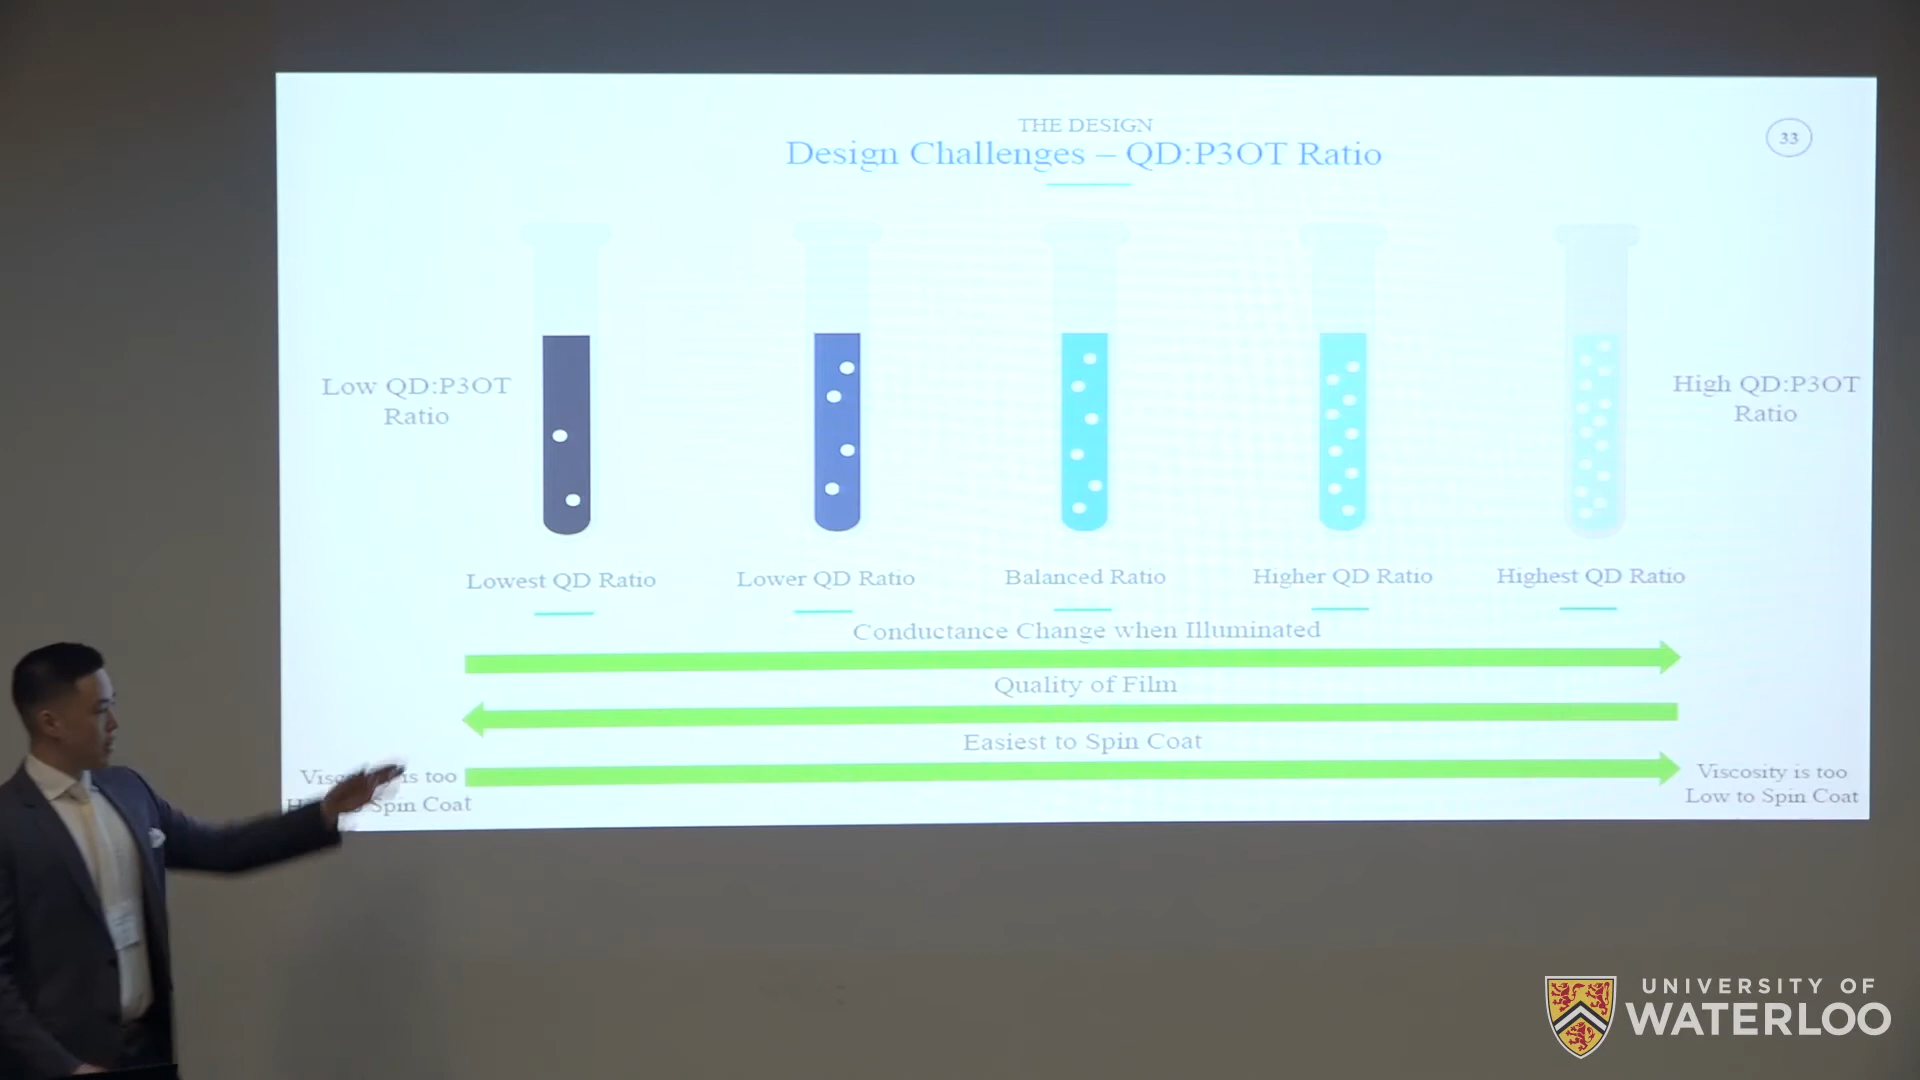 THE DESIGN
33
Design Challenges – QD:P3OT Ratio
Low QD:P3OT
Ratio
High QD:P3OT
Ratio
Lowest QD Ratio
Lower QD Ratio
Balanced Ratio
Higher QD Ratio
Highest QD Ratio
Conductance Change when Illuminated
Quality of Film
Easiest to Spin Coat
is too
Spin Coat
Viscosity is too
Low to Spin Coat
UNIVERSITY OF
WATERLOO